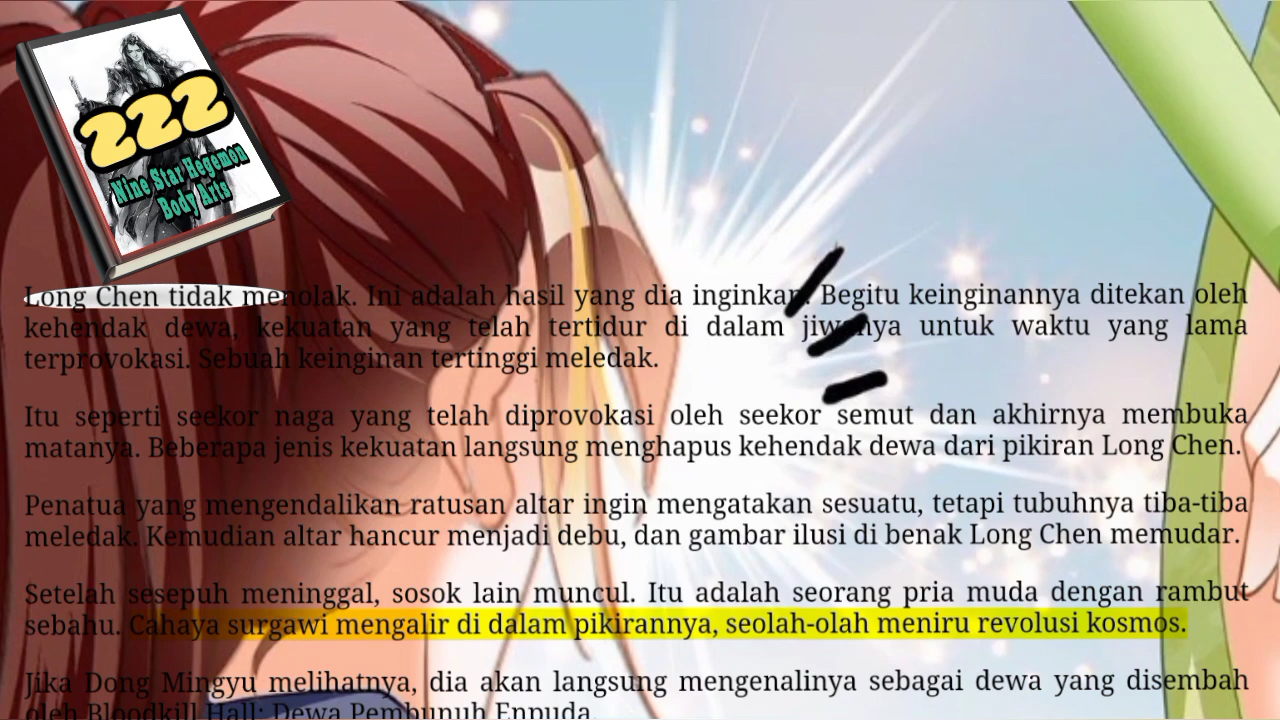 222
Nine Star Hegemon
Body Arts
Long Chen tidak menolak. Ini adalah hasil yang dia inginkan. Begitu keinginannya ditekan oleh
kehendak dewa, kekuatan yang telah tertidur di dalam jiwanya untuk waktu yang lama
terprovokasi. Sebuah keinginan tertinggi meledak.
Itu seperti seekor naga yang telah diprovokasi oleh seekor semut dan akhirnya membuka
matanya. Beberapa jenis kekuatan langsung menghapus kehendak dewa dari pikiran Long Chen.
Penatua yang mengendalikan ratusan altar ingin mengatakan sesuatu, tetapi tubuhnya tiba-tiba
meledak. Kemudian altar hancur menjadi debu, dan gambar ilusi di benak Long Chen memudar.
Setelah sesepuh meninggal, sosok lain muncul. Itu adalah seorang pria muda dengan rambut
sebahu. Cahaya surgawi mengalir di dalam pikirannya, seolah-olah meniru revolusi kosmos.
Jika Dong Mingyu melihatnya, dia akan langsung mengenalinya sebagai dewa yang disembah
oleh Bloodkill Hall: Dewa Pembunuh Enpuda.